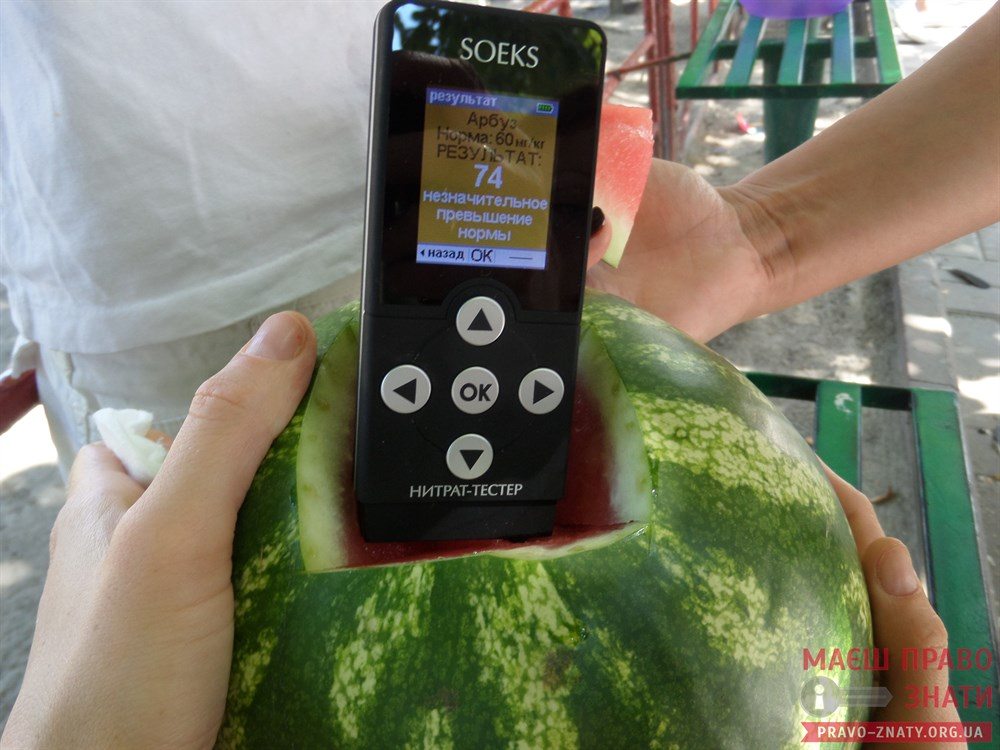 SOEKS
результат
Арбуз
Норма: 60 нг/кг
РЕЗУЛЬТАТ:
74
незначительное
превышение
нормы
назад OK
OK
НИТРАТ-ТЕСТЕР
МАЄШ ПРАВО
ЗНАТИ
PRAVO-ZNATY.ORG.UA